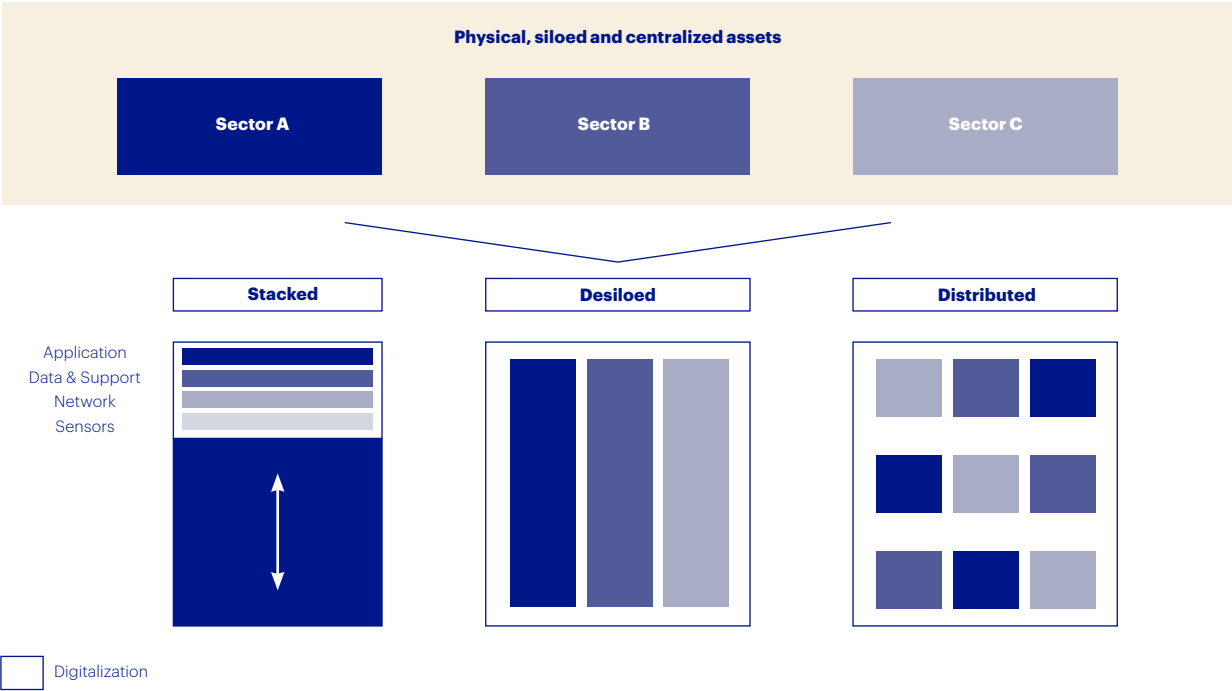 Physical, siloed and centralized assets
Sector A
Sector B
Sector C
Stacked
Desiloed
Distributed
Application
Data & Support
Network
Sensors
Digitalization